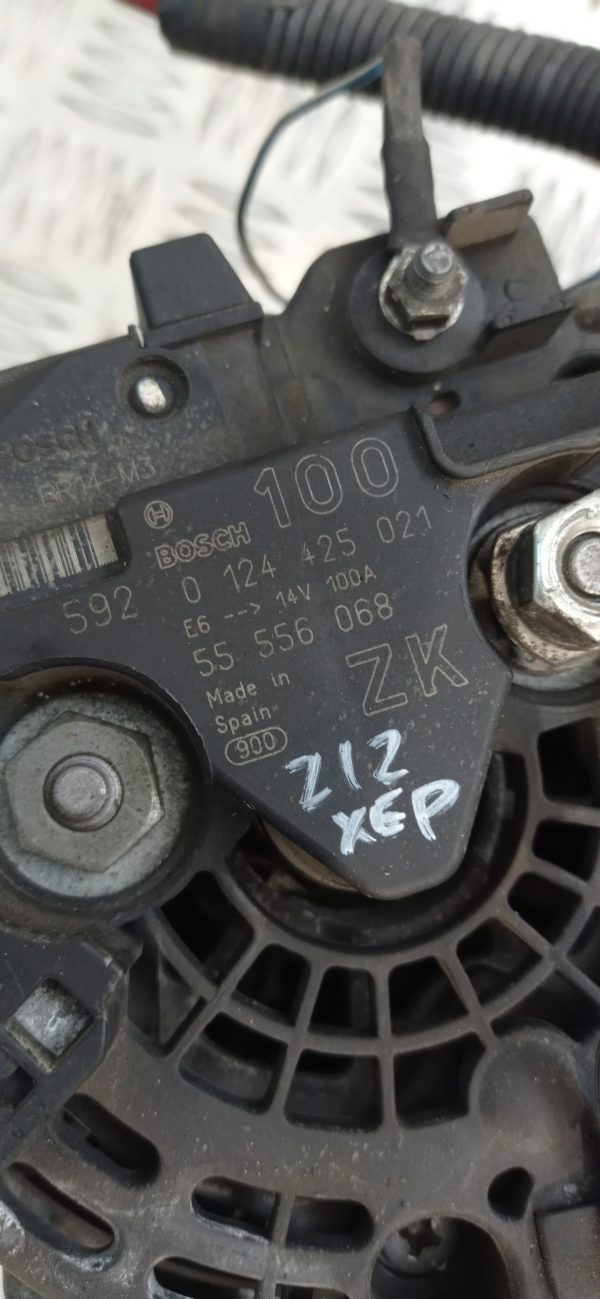 BOSCH
ER14-M3
BOSCH 100
592 0 124 425 021
E6 --> 14V 100A
55 556 068
Made in
Spain
ZK
900
Z12
XEP